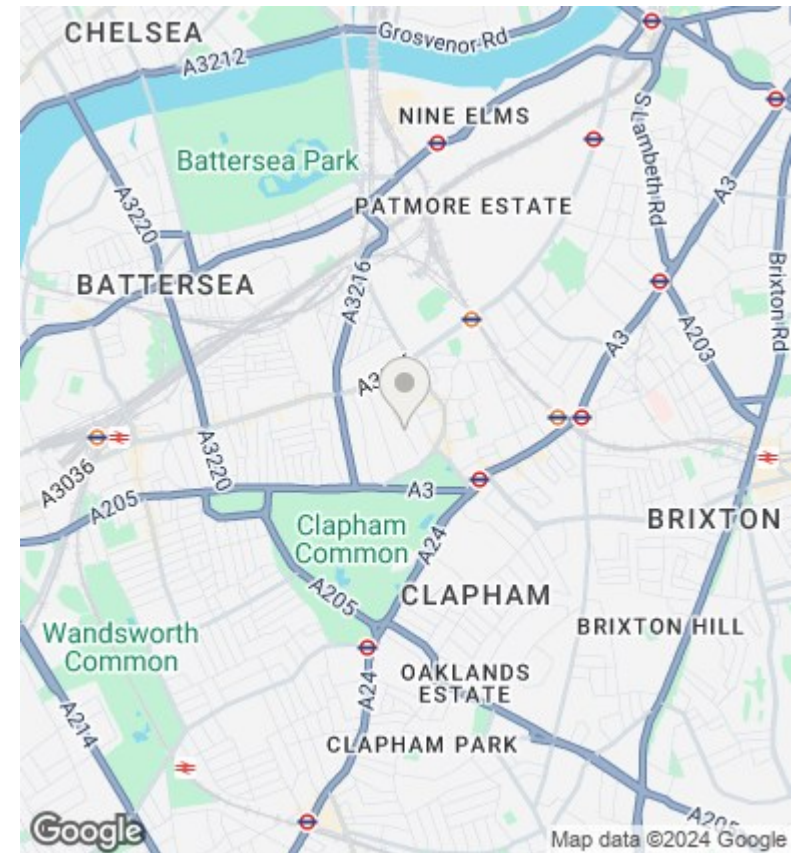 CHELSEA
A3212
Grosvenor Rd
NINE ELMS
Battersea Park
S Lambeth Rd
A3
A3220
PATMORE ESTATE
BATTERSEA
A3216
Brixton Rd
A3
A203
A3036
A3220
A205
A3
BRIXTON
Clapham
Common
A24
A205
CLAPHAM
BRIXTON HILL
Wandsworth
Common
OAKLANDS
ESTATE
A24
A214
CLAPHAM PARK
A205
Google
Map data ©2024 Google